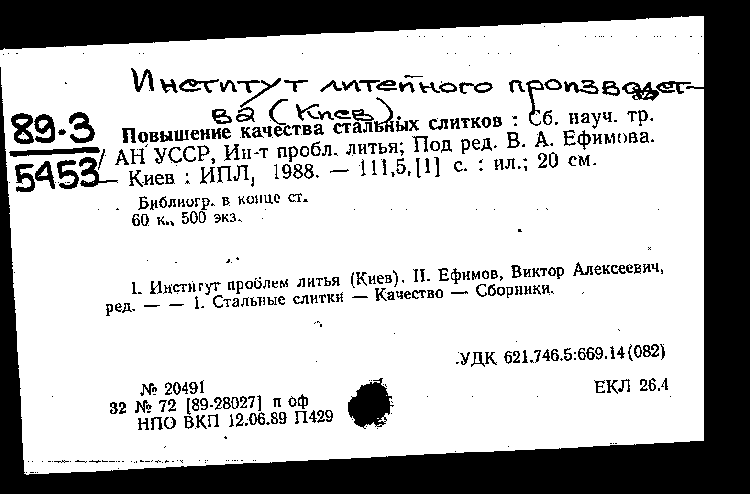 Институт литейного производст-
ва (Киев).
89-3
5453
Повышение качества стальных слитков : Сб. науч. тр.
/ АН УССР, Ин-т пробл. литья; Под ред. В. А. Ефимова.
— Киев : ИПЛ, 1988. — 111,5,[1] с. : ил.; 20 см.
Библиогр. в конце ст.
60 к., 500 экз.
I. Институт проблем литья (Киев). II. Ефимов, Виктор Алексеевич,
ред. — — 1. Стальные слитки — Качество — Сборники.
УДК 621.746.5:669.14(082)
№ 20491
ЕКЛ 26.4
32 № 72 [89-28027] п оф
НПО ВКП 12.06.89 П429